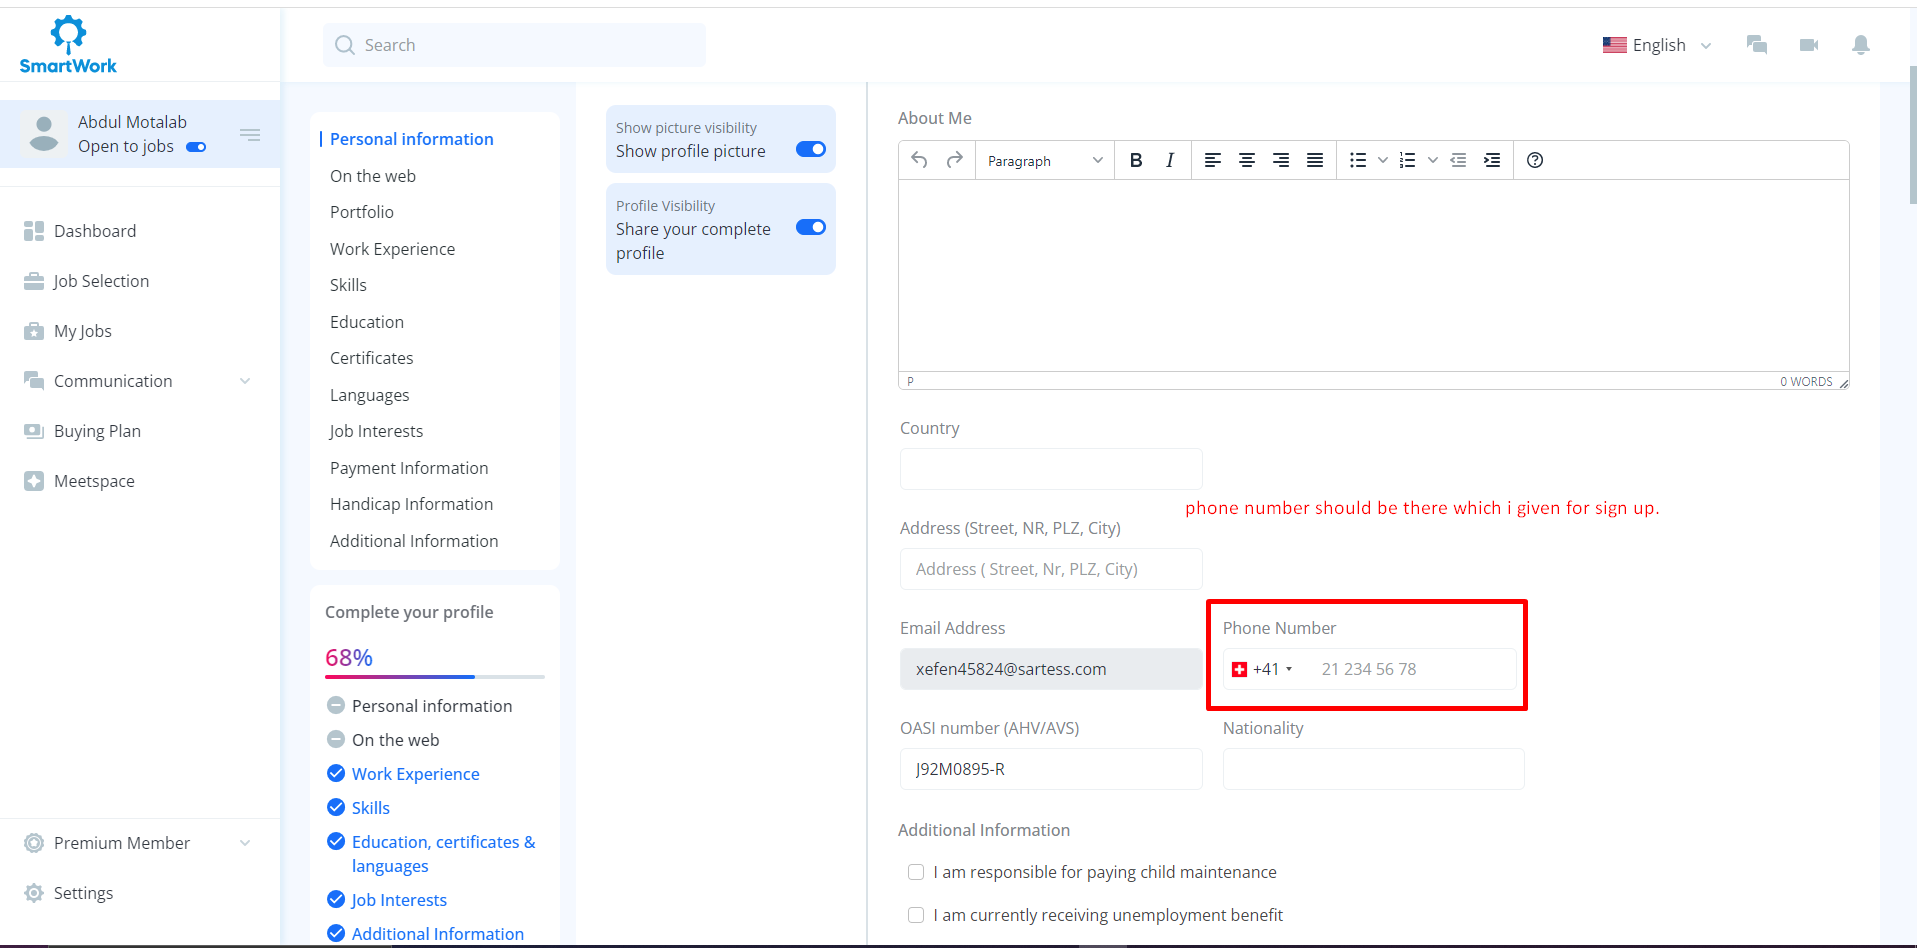 SmartWork
Search
English
Abdul Motalab
Open to jobs
Dashboard
Job Selection
My Jobs
Communication
Buying Plan
Meetspace
Premium Member
Settings
Personal information
On the web
Portfolio
Work Experience
Skills
Education
Certificates
Languages
Job Interests
Payment Information
Handicap Information
Additional Information
Complete your profile
68%
Personal information
On the web
Work Experience
Skills
Education, certificates &
languages
Job Interests
Additional Information
Show picture visibility
Show profile picture
Profile Visibility
Share your complete
profile
About Me
Paragraph
B I
P
0 WORDS
Country
phone number should be there which i given for sign up.
Address (Street, NR, PLZ, City)
Address ( Street, Nr, PLZ, City)
Email Address
xefen45824@sartess.com
Phone Number
+41 21 234 56 78
OASI number (AHV/AVS)
J92M0895-R
Nationality
Additional Information
I am responsible for paying child maintenance
I am currently receiving unemployment benefit